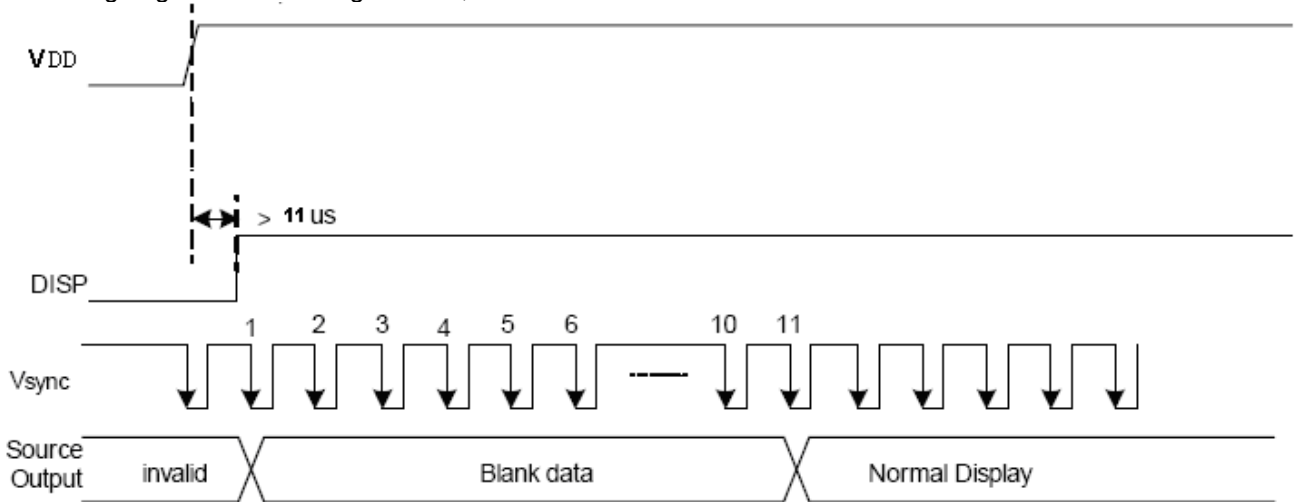 VDD
> 11 us
DISP
1 2 3 4 5 6 10 11
Vsync
Source
Output
invalid
Blank data
Normal Display